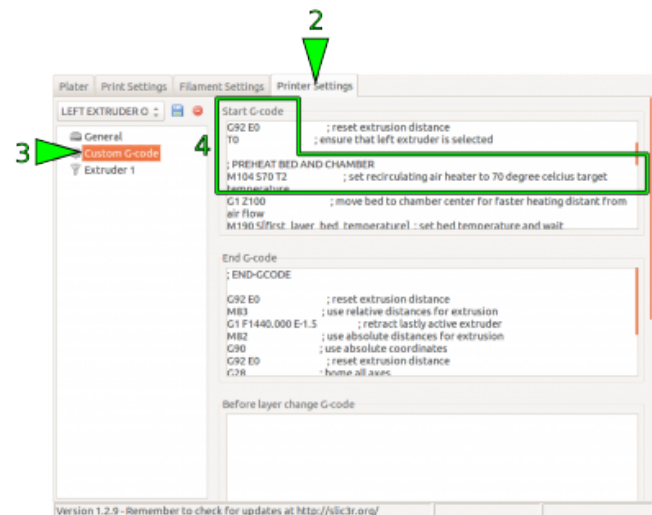 2
Plater Print Settings Filament Settings Printer Settings
LEFT EXTRUDER O
Start G-code
G92 E0 ; reset extrusion distance
T0 ; ensure that left extruder is selected
4
3
General
Custom G-code
Extruder 1
; PREHEAT BED AND CHAMBER
M104 S70 T2 ; set recirculating air heater to 70 degree celcius target
temperature
G1 Z100 ; move bed to chamber center for faster heating distant from
air flow
M190 S[first_layer_bed_temperature] ; set bed temperature and wait
End G-code
; END-GCODE
G92 E0 ; reset extrusion distance
M83 ; use relative distances for extrusion
G1 F1440.000 E-1.5 ; retract lastly active extruder
M82 ; use absolute distances for extrusion
G90 ; use absolute coordinates
G92 E0 ; reset extrusion distance
G28 ; home all axes
Before layer change G-code
Version 1.2.9 - Remember to check for updates at http://slic3r.org/